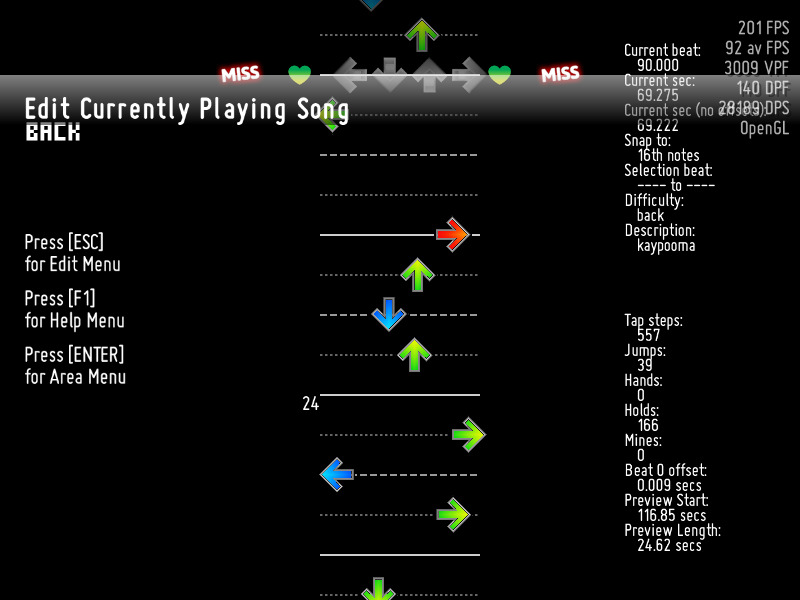 201 FPS
92 av FPS
3009 VPF
140 DPF
28189 DPS
OpenGL
MISS
MISS
Edit Currently Playing Song
BACK
Press [ESC]
for Edit Menu
Press [F1]
for Help Menu
Press [ENTER]
for Area Menu
24
Current beat:
90.000
Current sec:
69.275
Current sec (no offsets):
69.222
Snap to:
16th notes
Selection beat:
---- to ----
Difficulty:
back
Description:
kaypooma
Tap steps:
557
Jumps:
39
Hands:
0
Holds:
166
Mines:
0
Beat 0 offset:
0.009 secs
Preview Start:
116.85 secs
Preview Length:
24.62 secs